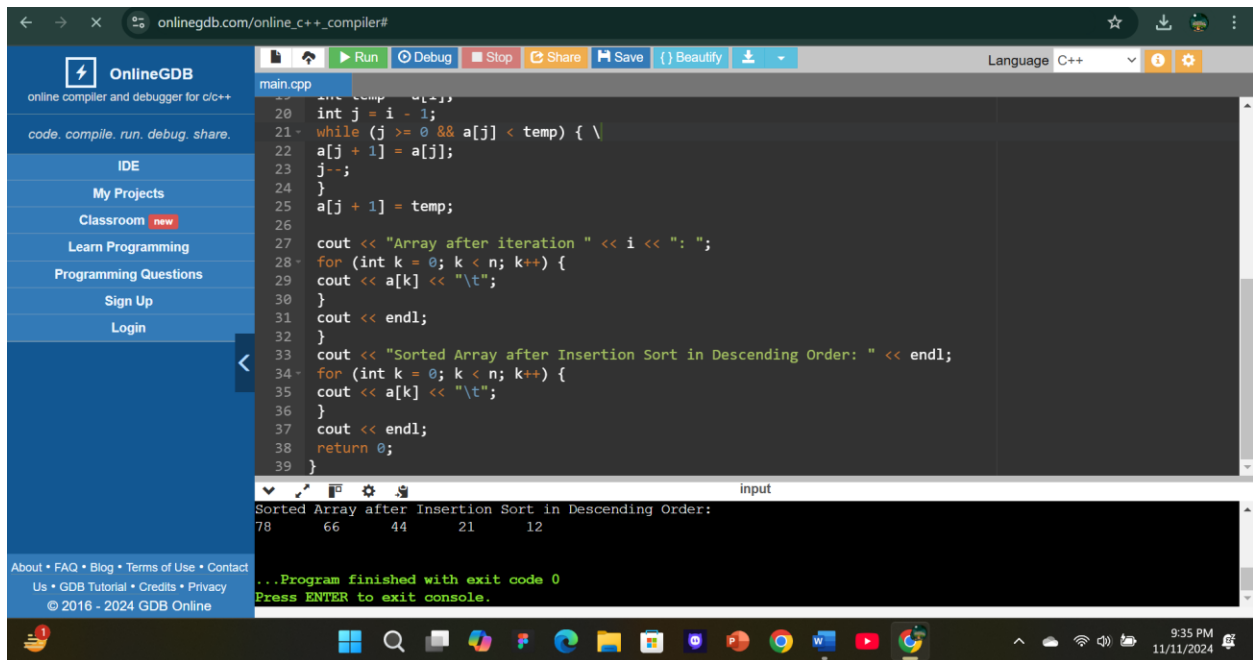 onlinegdb.com/online_c++_compiler#
OnlineGDB
online compiler and debugger for c/c++
code. compile. run. debug. share.
IDE
My Projects
Classroom new
Learn Programming
Programming Questions
Sign Up
Login
About • FAQ • Blog • Terms of Use • Contact
Us • GDB Tutorial • Credits • Privacy
© 2016 - 2024 GDB Online
Run Debug Stop Share Save {} Beautify
Language C++
main.cpp
19 int temp = a[i];
20 int j = i - 1;
21 while (j >= 0 && a[j] < temp) { \
22 a[j + 1] = a[j];
23 j--;
24 }
25 a[j + 1] = temp;
26
27 cout << "Array after iteration " << i << ": ";
28 for (int k = 0; k < n; k++) {
29 cout << a[k] << "\t";
30 }
31 cout << endl;
32 }
33 cout << "Sorted Array after Insertion Sort in Descending Order: " << endl;
34 for (int k = 0; k < n; k++) {
35 cout << a[k] << "\t";
36 }
37 cout << endl;
38 return 0;
39 }
input
Sorted Array after Insertion Sort in Descending Order:
78 66 44 21 12
...Program finished with exit code 0
Press ENTER to exit console.
9:35 PM
11/11/2024